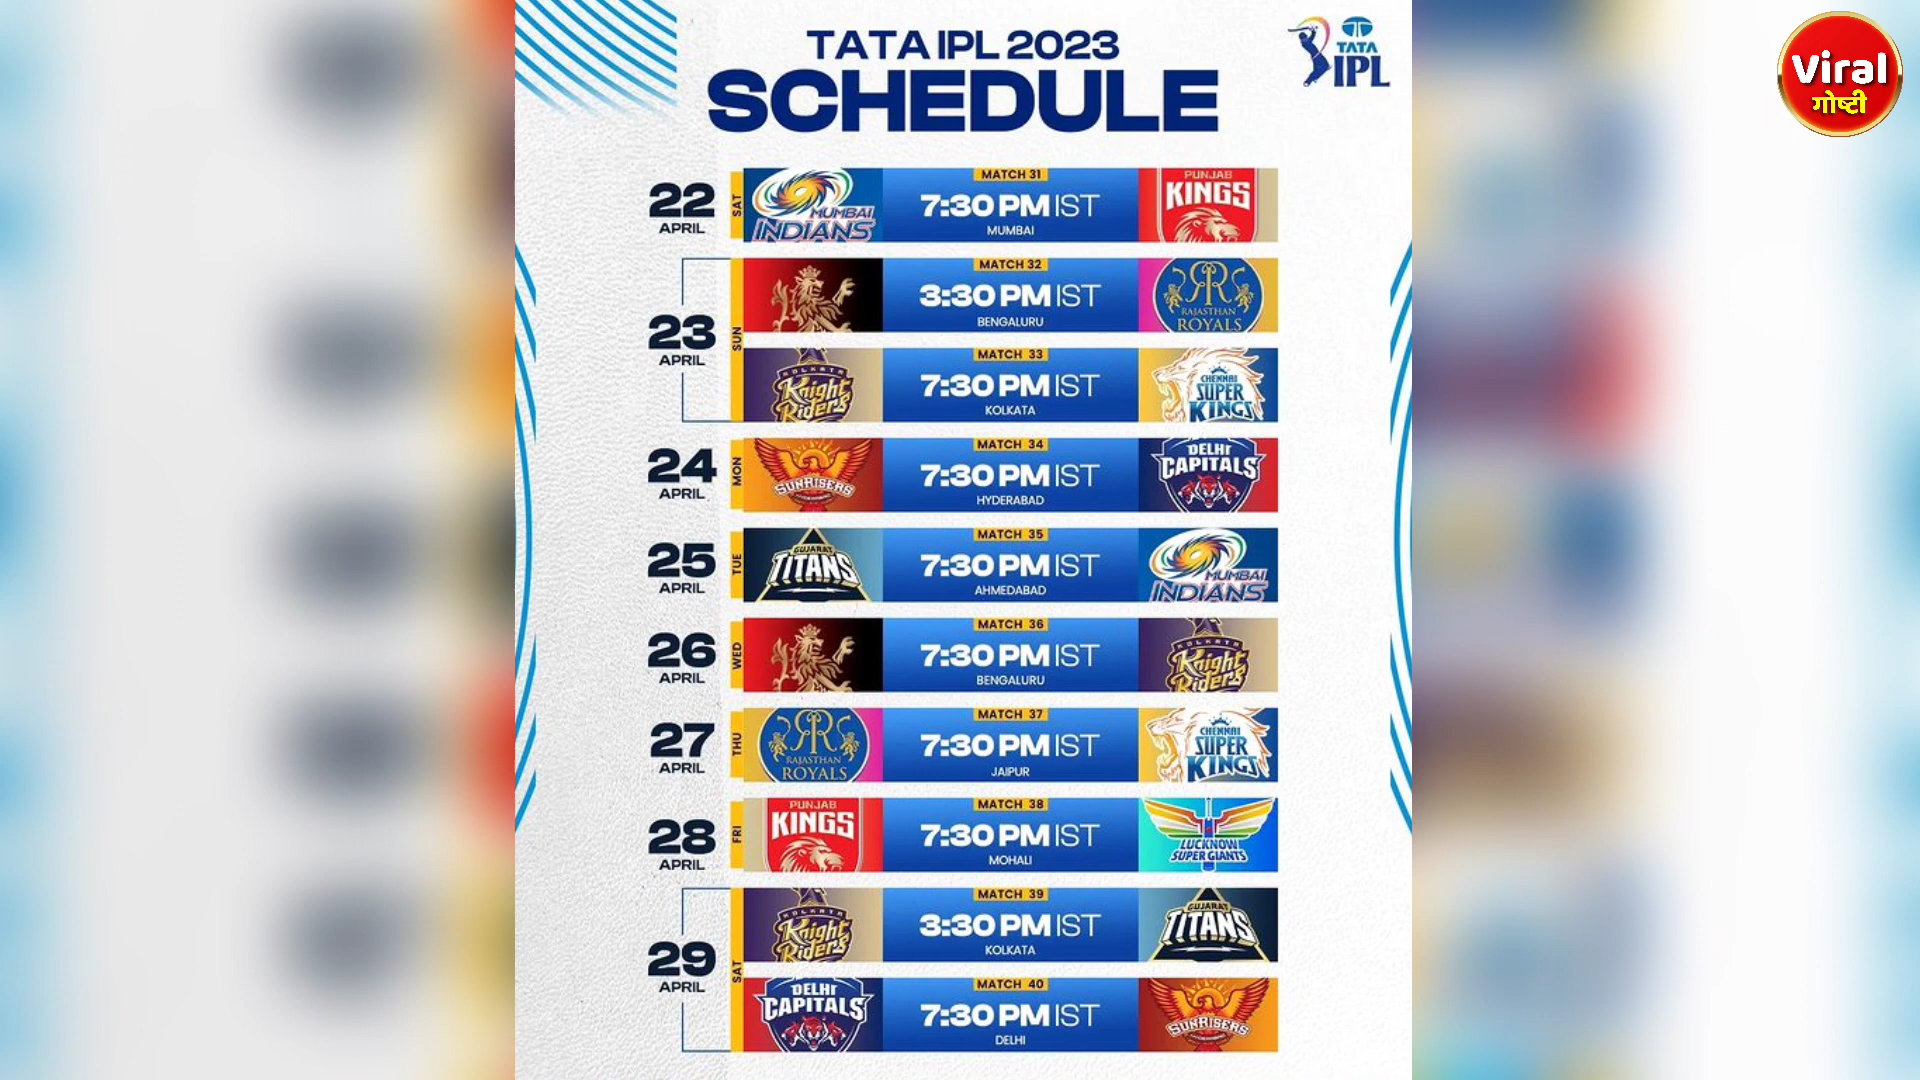 TATA IPL 2023
SCHEDULE
TATA
IPL
Viral
गोष्टी
22
APRIL
SAT
MUMBAI
INDIANS
MATCH 31
7:30 PM IST
MUMBAI
PUNJAB
KINGS
23
APRIL
SUN
MATCH 32
3:30 PM IST
BENGALURU
RAJASTHAN
ROYALS
KOLKATA
Knight
Riders
MATCH 33
7:30 PM IST
KOLKATA
CHENNAI
SUPER
KINGS
24
APRIL
MON
SUNRISERS
MATCH 34
7:30 PM IST
HYDERABAD
DELHI
CAPITALS
25
APRIL
TUE
GUJARAT
TITANS
MATCH 35
7:30 PM IST
AHMEDABAD
MUMBAI
INDIANS
26
APRIL
WED
MATCH 36
7:30 PM IST
BENGALURU
KOLKATA
Knight
Riders
27
APRIL
THU
RAJASTHAN
ROYALS
MATCH 37
7:30 PM IST
JAIPUR
CHENNAI
SUPER
KINGS
28
APRIL
FRI
PUNJAB
KINGS
MATCH 38
7:30 PM IST
MOHALI
LUCKNOW
SUPER GIANTS
29
APRIL
SAT
KOLKATA
Knight
Riders
MATCH 39
3:30 PM IST
KOLKATA
GUJARAT
TITANS
DELHI
CAPITALS
MATCH 40
7:30 PM IST
DELHI
SUNRISERS